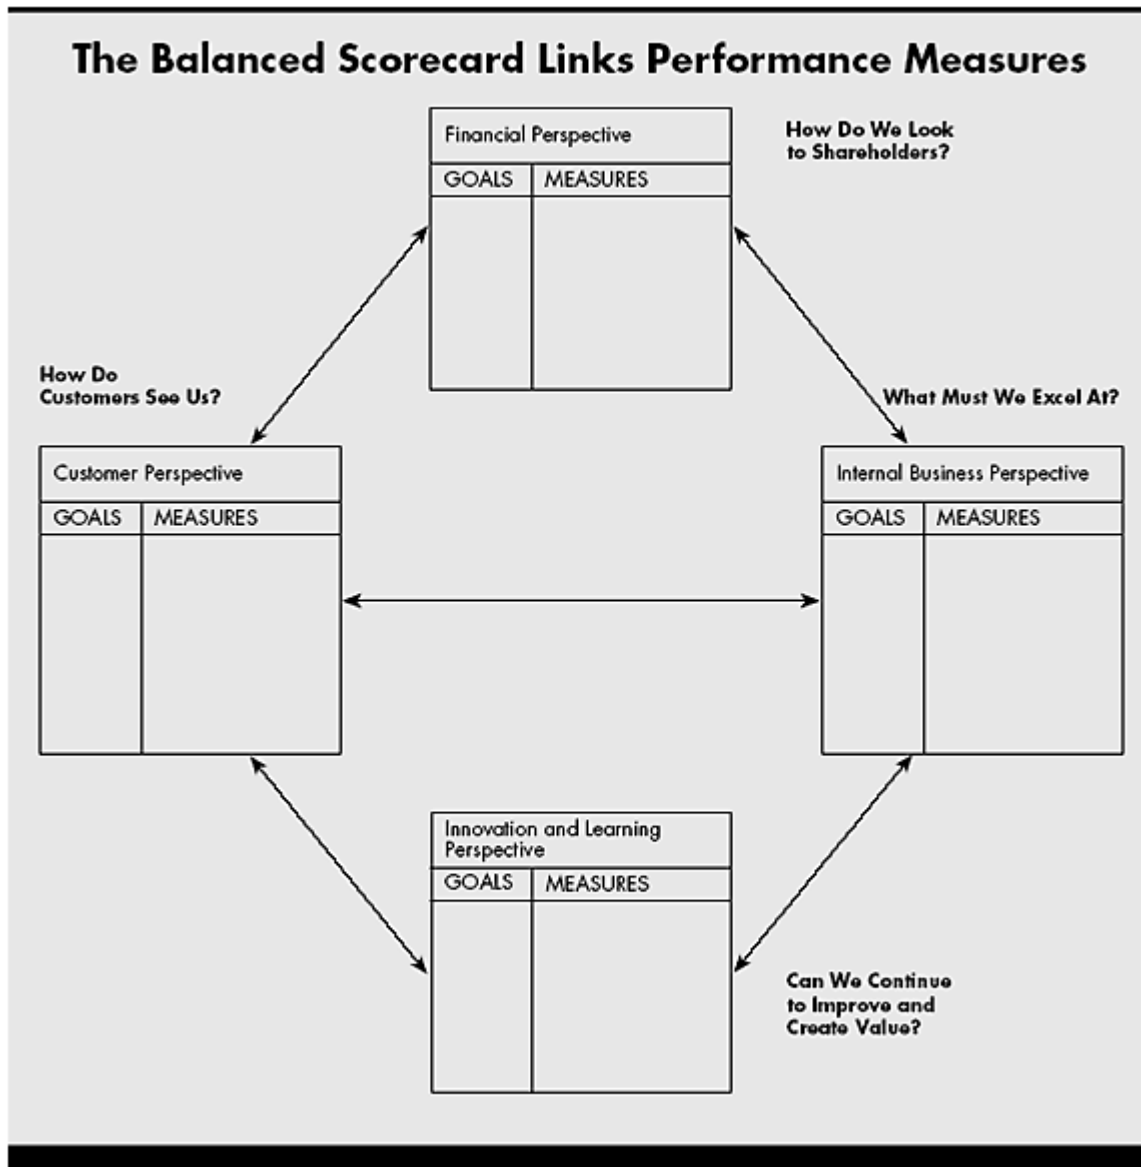 The Balanced Scorecard Links Performance Measures
Financial Perspective
GOALS MEASURES
How Do We Look
to Shareholders?
How Do
Customers See Us?
What Must We Excel At?
Customer Perspective
GOALS MEASURES
Internal Business Perspective
GOALS MEASURES
Innovation and Learning
Perspective
GOALS MEASURES
Can We Continue
to Improve and
Create Value?